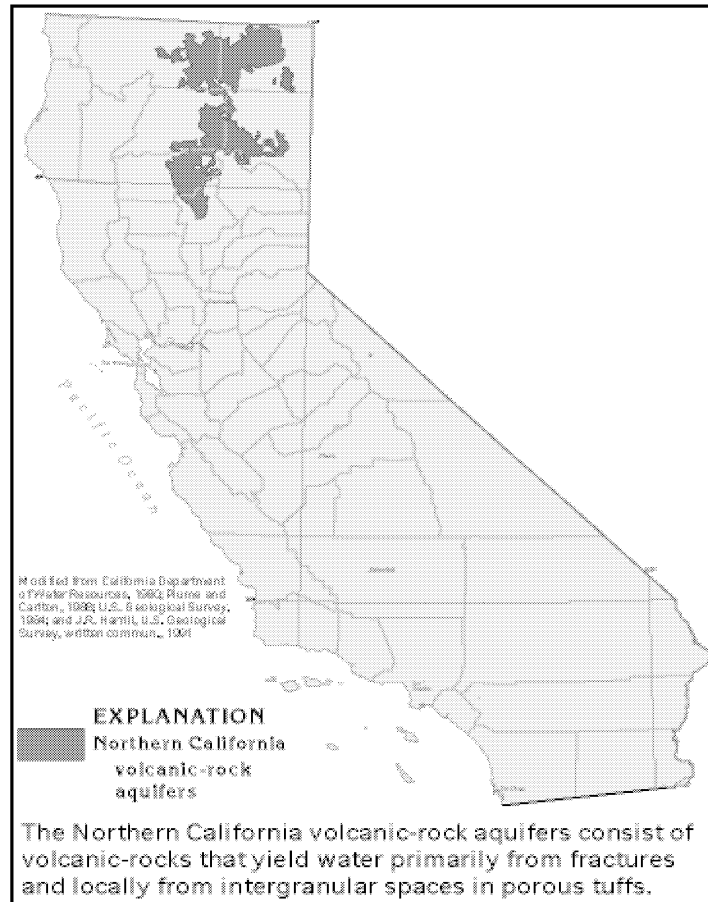 Pacific Ocean
Modified from California Department
of Water Resources, 1980; Plume and
Carlton, 1988; U.S. Geological Survey,
1984; and J.R. Harrill, U.S. Geological
Survey, written commun., 1991
EXPLANATION
Northern California
volcanic-rock
aquifers
The Northern California volcanic-rock aquifers consist of
volcanic-rocks that yield water primarily from fractures
and locally from intergranular spaces in porous tuffs.